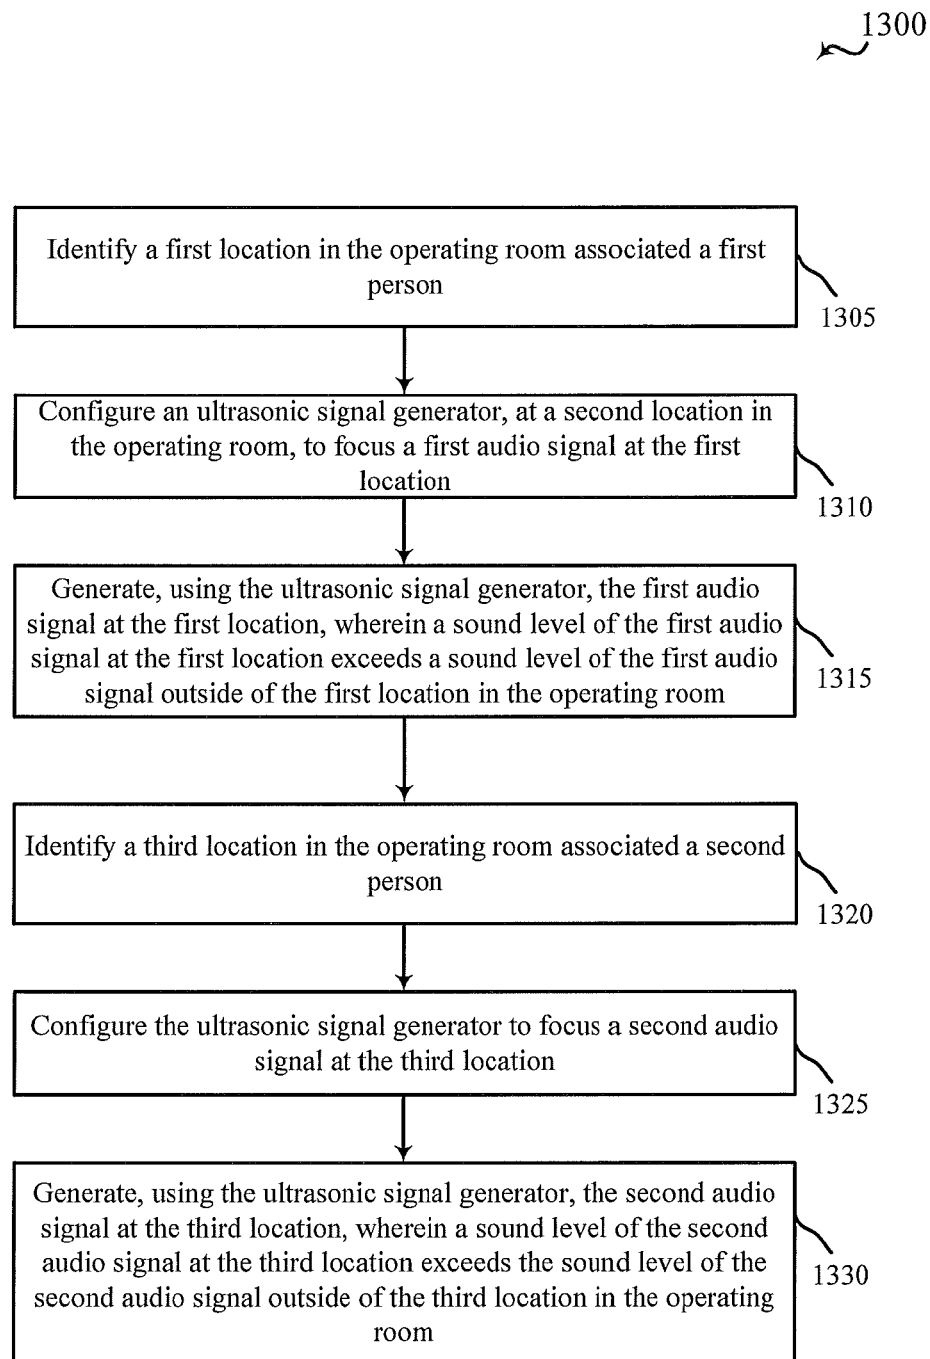 1300
Identify a first location in the operating room associated a first
person
1305
Configure an ultrasonic signal generator, at a second location in
the operating room, to focus a first audio signal at the first
location
1310
Generate, using the ultrasonic signal generator, the first audio
signal at the first location, wherein a sound level of the first audio
signal at the first location exceeds a sound level of the first audio
signal outside of the first location in the operating room
1315
Identify a third location in the operating room associated a second
person
1320
Configure the ultrasonic signal generator to focus a second audio
signal at the third location
1325
Generate, using the ultrasonic signal generator, the second audio
signal at the third location, wherein a sound level of the second
audio signal at the third location exceeds the sound level of the
second audio signal outside of the third location in the operating
room
1330